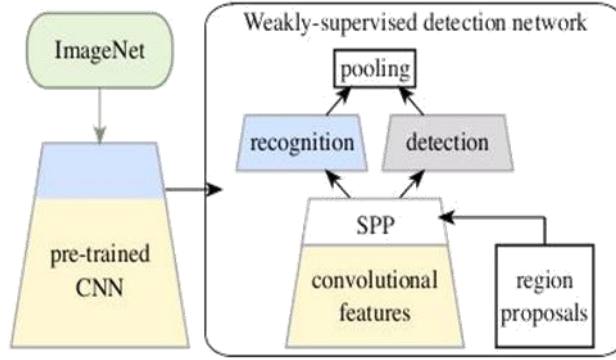 Weakly-supervised detection network
ImageNet
pooling
recognition
detection
SPP
pre-trained
CNN
convolutional
features
region
proposals